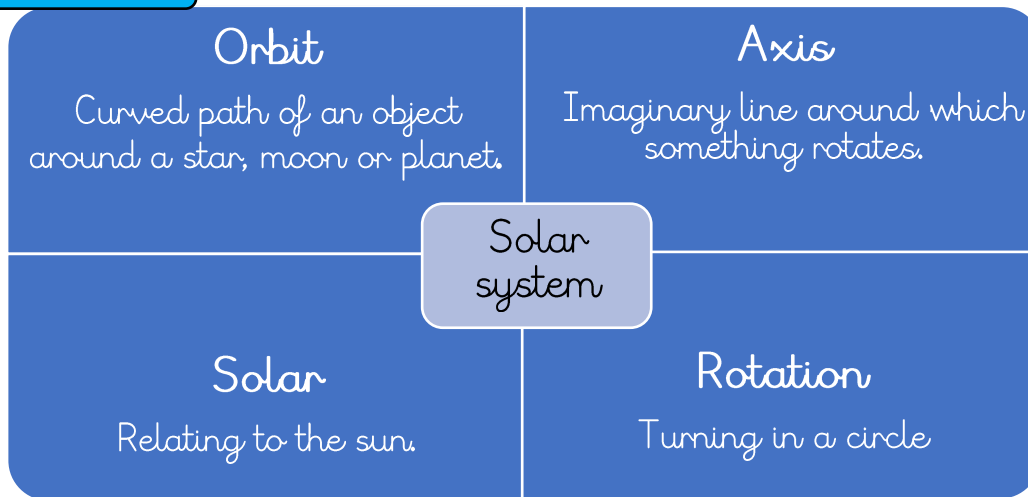 Orbit
Curved path of an object
around a star, moon or planet.
Axis
Imaginary line around which
something rotates.
Solar
system
Solar
Relating to the sun.
Rotation
Turning in a circle